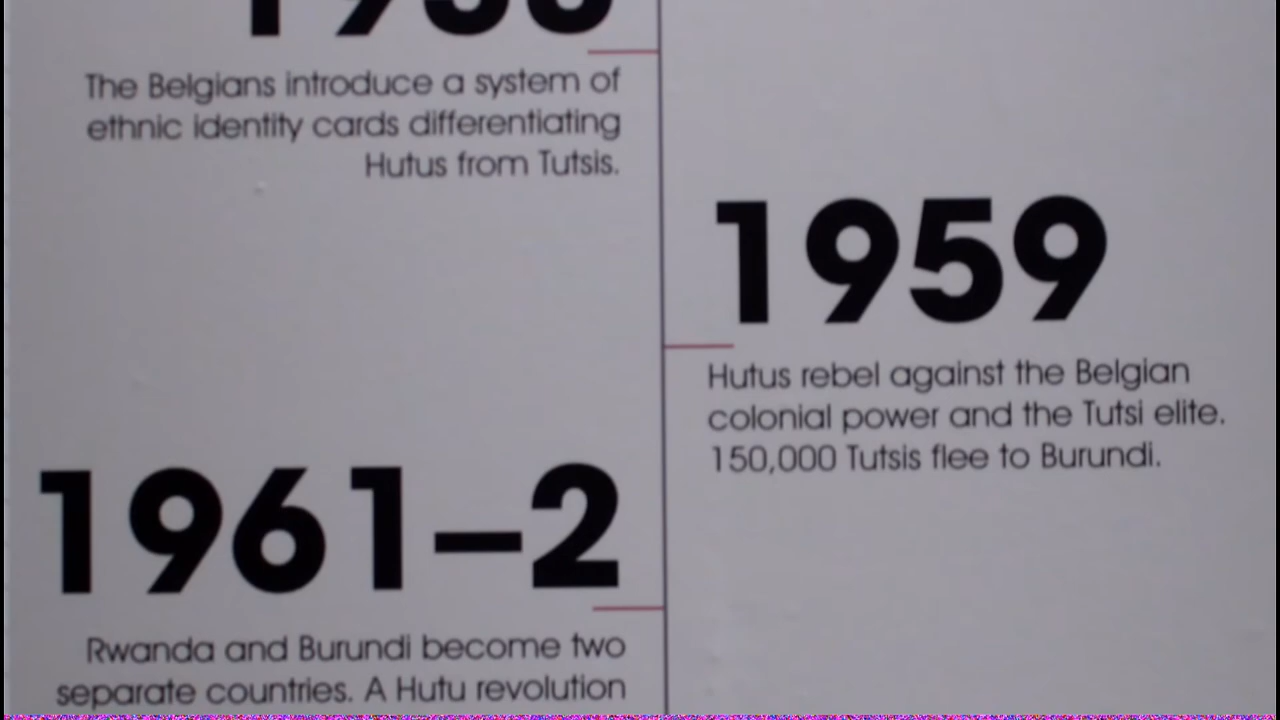 The Belgians introduce a system of
ethnic identity cards differentiating
Hutus from Tutsis.
1959
Hutus rebel against the Belgian
colonial power and the Tutsi elite.
150,000 Tutsis flee to Burundi.
1961–2
Rwanda and Burundi become two
separate countries. A Hutu revolution